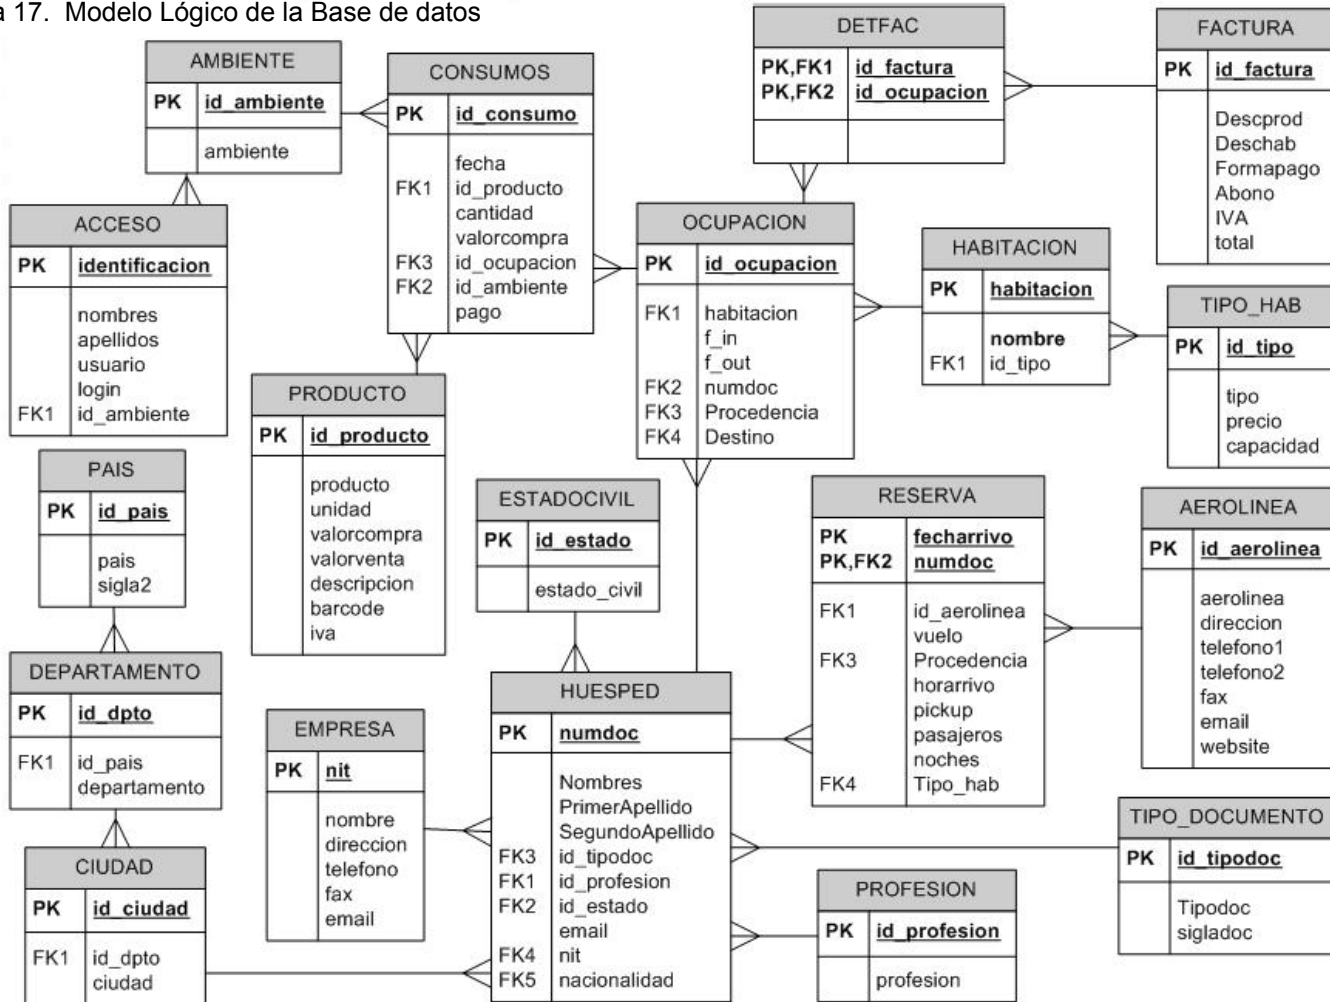 a 17. Modelo Lógico de la Base de datos
AMBIENTE
PK id_ambiente
ambiente
CONSUMOS
PK id_consumo
fecha
FK1 id_producto
cantidad
valorcompra
FK3 id_ocupacion
FK2 id_ambiente
pago
DETFAC
PK,FK1 id_factura
PK,FK2 id_ocupacion
FACTURA
PK id_factura
Descprod
Deschab
Formapago
Abono
IVA
total
ACCESO
PK identificacion
nombres
apellidos
usuario
login
FK1 id_ambiente
OCUPACION
PK id_ocupacion
FK1 habitacion
f_in
f_out
FK2 numdoc
FK3 Procedencia
FK4 Destino
HABITACION
PK habitacion
nombre
FK1 id_tipo
TIPO_HAB
PK id_tipo
tipo
precio
capacidad
PRODUCTO
PK id_producto
producto
unidad
valorcompra
valorventa
descripcion
barcode
iva
PAIS
PK id_pais
pais
sigla2
ESTADOCIVIL
PK id_estado
estado_civil
RESERVA
PK fecharrivo
PK,FK2 numdoc
FK1 id_aerolinea
vuelo
FK3 Procedencia
horarrivo
pickup
pasajeros
noches
FK4 Tipo_hab
AEROLINEA
PK id_aerolinea
aerolinea
direccion
telefono1
telefono2
fax
email
website
DEPARTAMENTO
PK id_dpto
FK1 id_pais
departamento
EMPRESA
PK nit
nombre
direccion
telefono
fax
email
HUESPED
PK numdoc
Nombres
PrimerApellido
SegundoApellido
FK3 id_tipodoc
FK1 id_profesion
FK2 id_estado
email
FK4 nit
FK5 nacionalidad
TIPO_DOCUMENTO
PK id_tipodoc
Tipodoc
sigladoc
CIUDAD
PK id_ciudad
FK1 id_dpto
ciudad
PROFESION
PK id_profesion
profesion